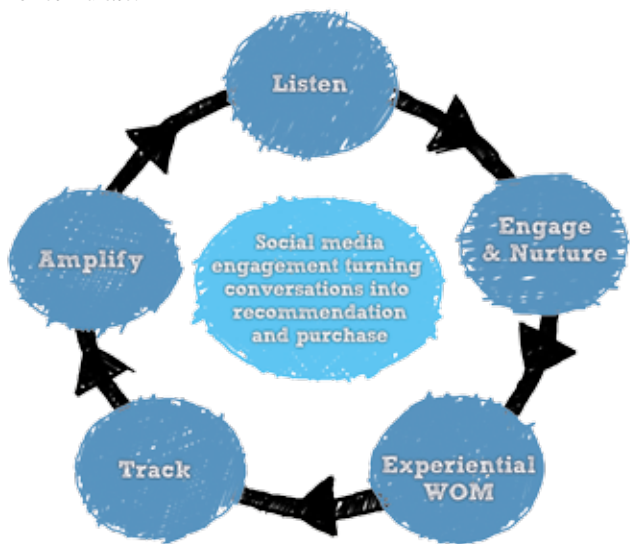 Listen
Engage
& Nurture
Experiential
WOM
Track
Amplify
Social media
engagement turning
conversations into
recommendation
and purchase